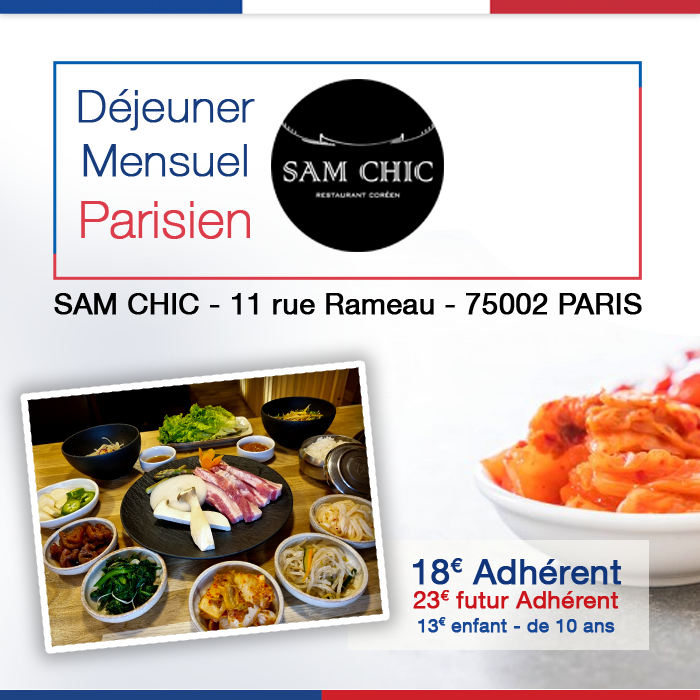 Déjeuner
Mensuel
Parisien
SAM CHIC
RESTAURANT CORÉEN
SAM CHIC - 11 rue Rameau - 75002 PARIS
18€ Adhérent
23€ futur Adhérent
13€ enfant - de 10 ans